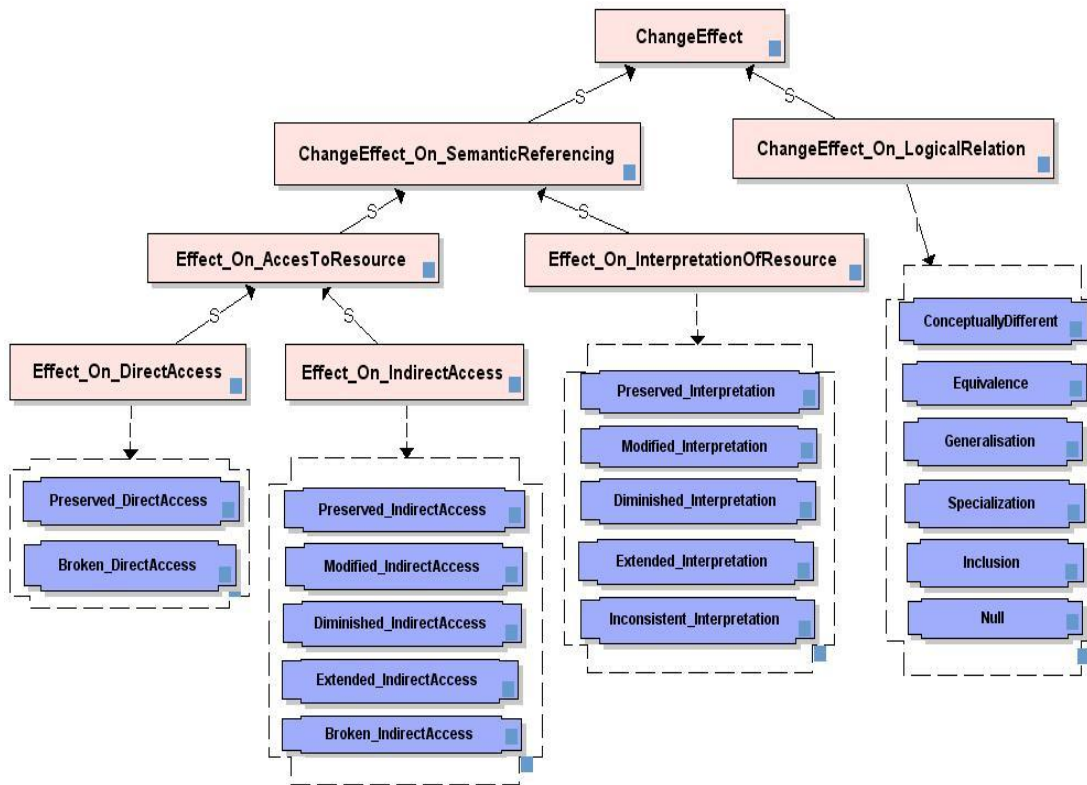 ChangeEffect
S
S
ChangeEffect_On_SemanticReferencing
ChangeEffect_On_LogicalRelation
S
S
I
Effect_On_AccesToResource
Effect_On_InterpretationOfResource
S
S
Effect_On_DirectAccess
Effect_On_IndirectAccess
Preserved_DirectAccess
Broken_DirectAccess
Preserved_IndirectAccess
Modified_IndirectAccess
Diminished_IndirectAccess
Extended_IndirectAccess
Broken_IndirectAccess
Preserved_Interpretation
Modified_Interpretation
Diminished_Interpretation
Extended_Interpretation
Inconsistent_Interpretation
ConceptuallyDifferent
Equivalence
Generalisation
Specialization
Inclusion
Null